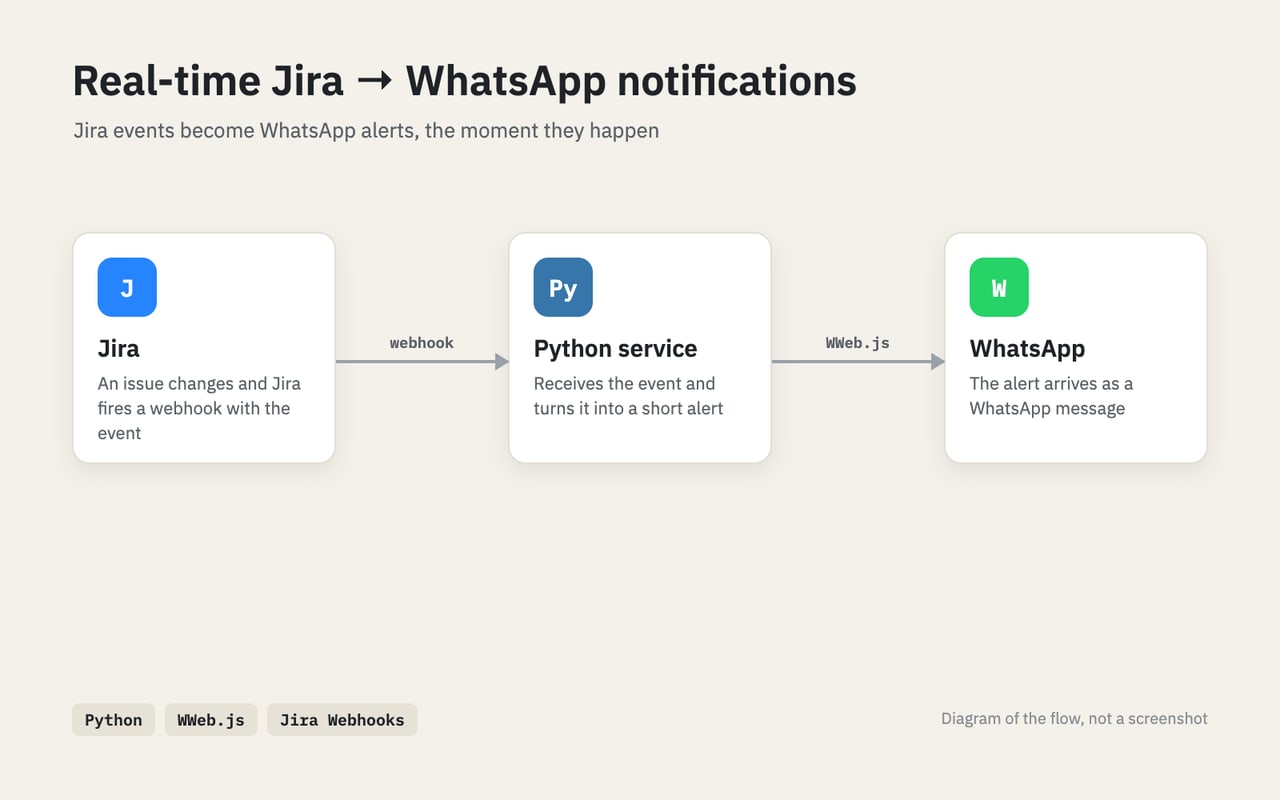 Real-time Jira → WhatsApp notifications
Jira events become WhatsApp alerts, the moment they happen
J
Jira
An issue changes and Jira
fires a webhook with the
event
webhook
Py
Python service
Receives the event and
turns it into a short alert
WWeb.js
W
WhatsApp
The alert arrives as a
WhatsApp message
Python
WWeb.js
Jira Webhooks
Diagram of the flow, not a screenshot